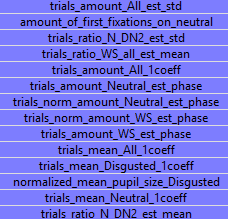 trials_amount_All_est_std
amount_of_first_fixations_on_neutral
trials_ratio_N_DN2_est_std
trials_ratio_WS_all_est_mean
trials_amount_All_1coeff
trials_amount_Neutral_est_phase
trials_norm_amount_Neutral_est_phase
trials_norm_amount_WS_est_phase
trials_amount_WS_est_phase
trials_mean_All_1coeff
trials_mean_Disgusted_1coeff
normalized_mean_pupil_size_Disgusted
trials_mean_Neutral_1coeff
trials_ratio_N_DN2_est_mean